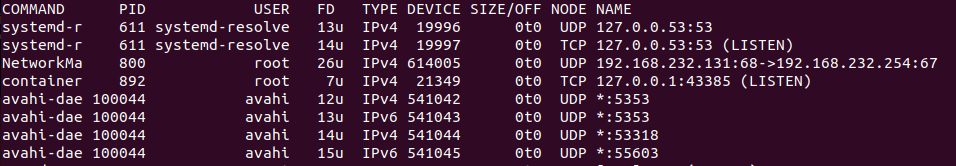 COMMAND PID USER FD TYPE DEVICE SIZE/OFF NODE NAME
systemd-r 611 systemd-resolve 13u IPv4 19996 0t0 UDP 127.0.0.53:53
systemd-r 611 systemd-resolve 14u IPv4 19997 0t0 TCP 127.0.0.53:53 (LISTEN)
NetworkMa 800 root 26u IPv4 614005 0t0 UDP 192.168.232.131:68->192.168.232.254:67
container 892 root 7u IPv4 21349 0t0 TCP 127.0.0.1:43385 (LISTEN)
avahi-dae 100044 avahi 12u IPv4 541042 0t0 UDP *:5353
avahi-dae 100044 avahi 13u IPv6 541043 0t0 UDP *:5353
avahi-dae 100044 avahi 14u IPv4 541044 0t0 UDP *:53318
avahi-dae 100044 avahi 15u IPv6 541045 0t0 UDP *:55603